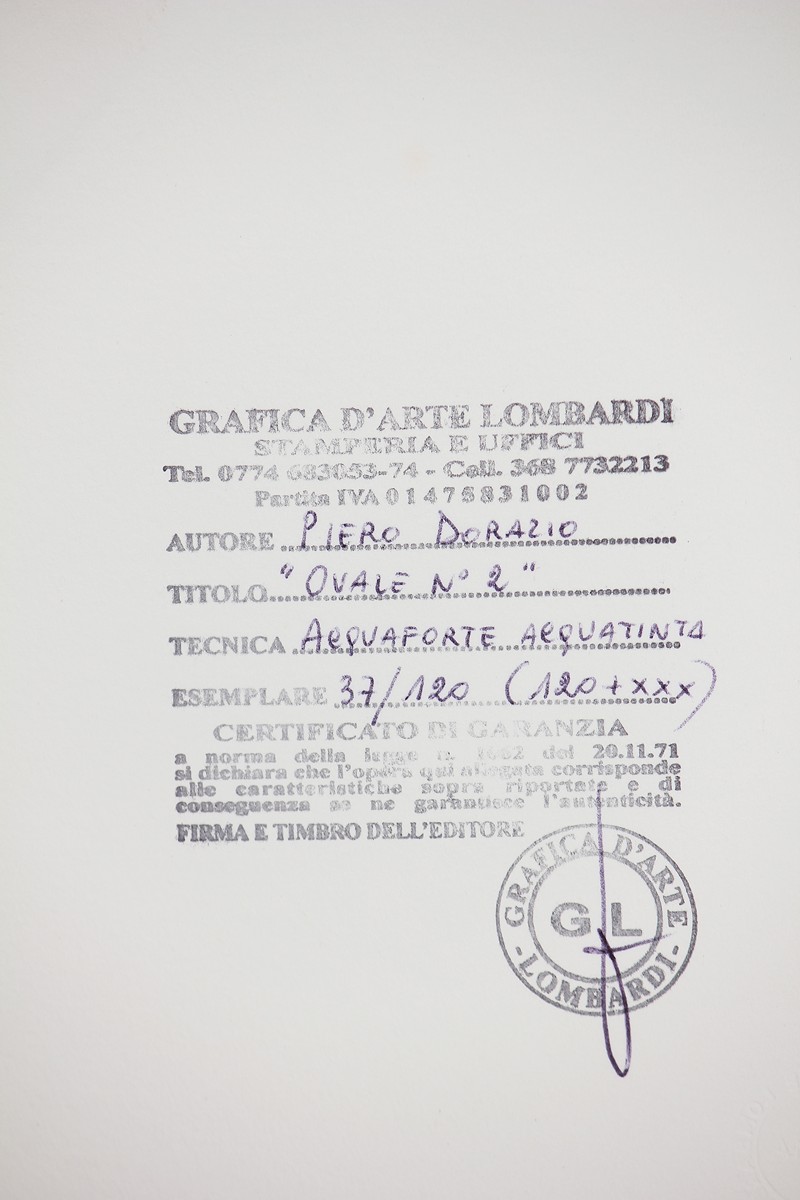 GRAFICA D'ARTE LOMBARDI
STAMPERIA E UFFICI
Tel. 0774 683053-74 - Cell. 368 7732213
Partita IVA 01475831002
AUTORE PIERO DORAZIO
TITOLO "OVALE N° 2"
TECNICA ACQUAFORTE ACQUATINTA
ESEMPLARE 37/120 (120+XXX)
CERTIFICATO DI GARANZIA
a norma della legge n. 1062 del 20.11.71
si dichiara che l'opera qui allegata corrisponde
alle caratteristiche sopra riportate e di
conseguenza se ne garantisce l'autenticità.
FIRMA E TIMBRO DELL'EDITORE
GRAFICA D'ARTE
GL
-LOMBARDI-